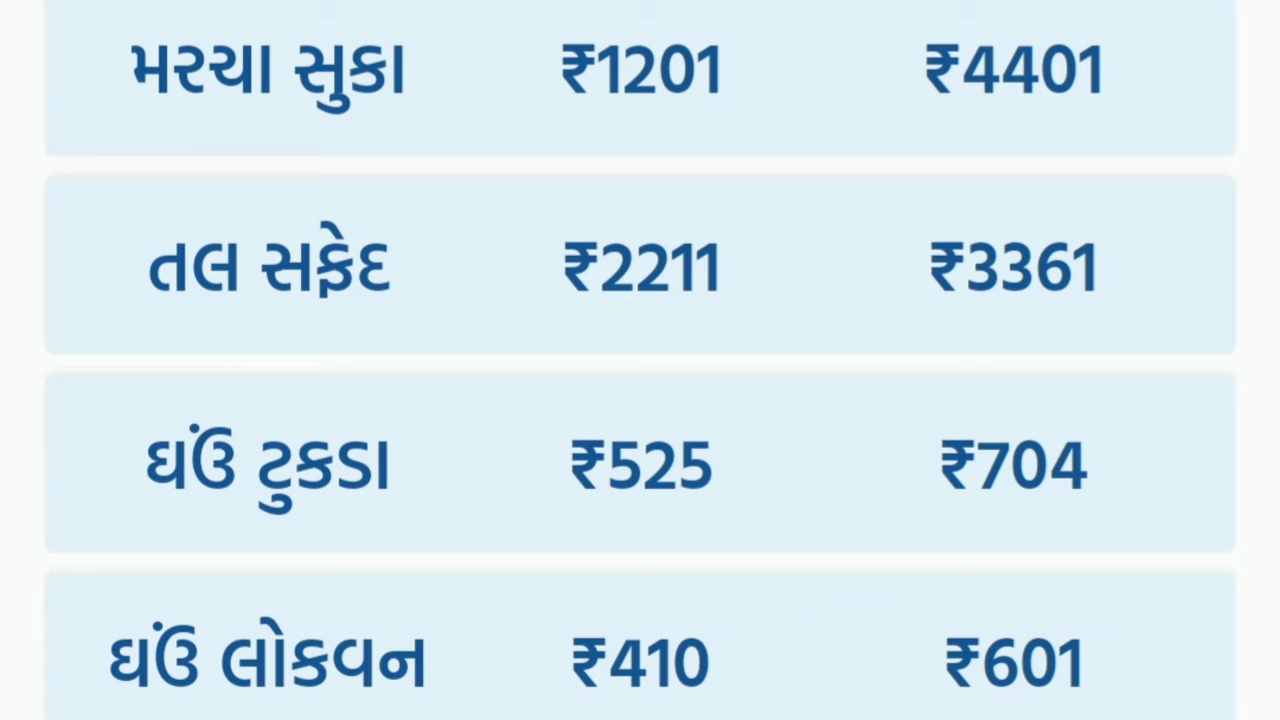 મરચા સુકા ₹1201 ₹4401
તલ સફેદ ₹2211 ₹3361
ઘઉં ટુકડા ₹525 ₹704
ઘઉં લોકવન ₹410 ₹601